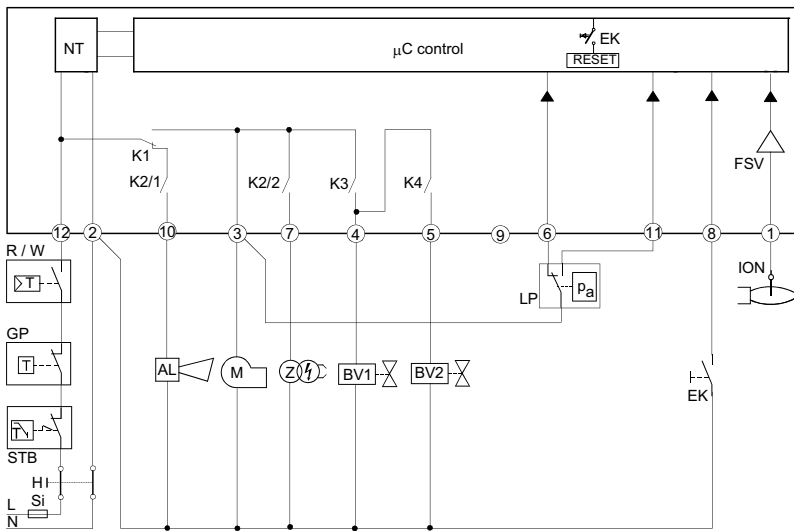 NT
μC control
EK
RESET
K1
K2/1
K2/2
K3
K4
FSV
12
2
10
3
7
4
5
9
6
11
8
1
R / W
T
ION
LP
pa
GP
T
AL
M
Z
BV1
BV2
EK
T
STB
H
Si
L
N